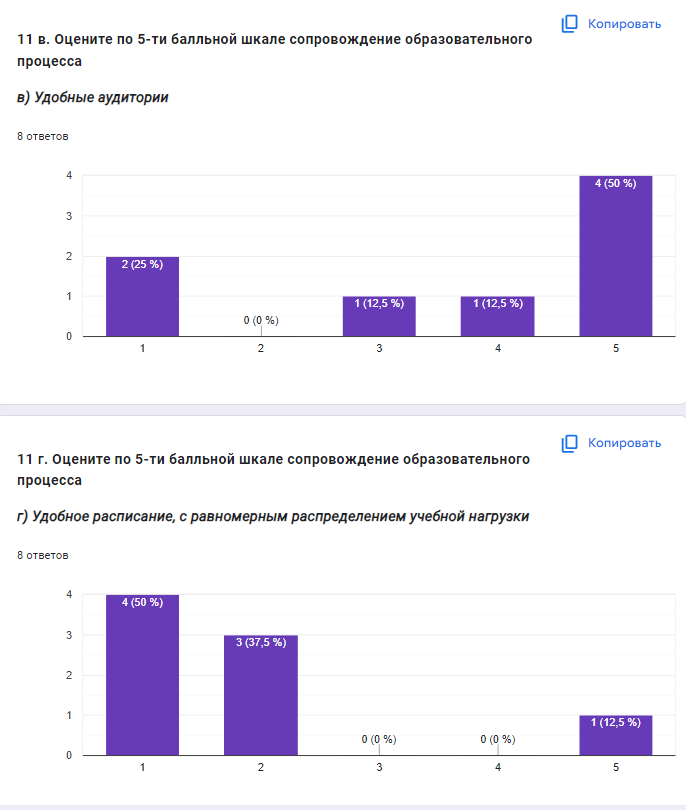 Копировать
11 в. Оцените по 5-ти балльной шкале сопровождение образовательного
процесса
в) Удобные аудитории
8 ответов
4
3
2
1
0
2 (25 %)
0 (0 %)
1 (12,5 %)
1 (12,5 %)
4 (50 %)
1 2 3 4 5
Копировать
11 г. Оцените по 5-ти балльной шкале сопровождение образовательного
процесса
г) Удобное расписание, с равномерным распределением учебной нагрузки
8 ответов
4
3
2
1
0
4 (50 %)
3 (37,5 %)
0 (0 %)
0 (0 %)
1 (12,5 %)
1 2 3 4 5